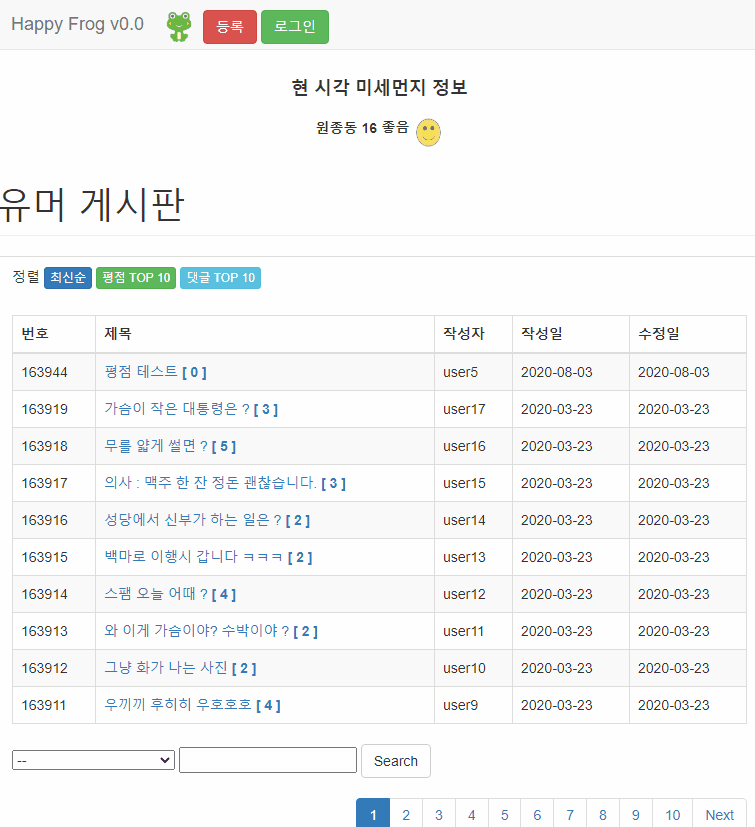 Happy Frog v0.0 등록 로그인
현 시각 미세먼지 정보
원종동 16 좋음
유머 게시판
정렬 최신순 평점 TOP 10 댓글 TOP 10
번호 제목 작성자 작성일 수정일
163944 평점 테스트 [ 0 ] user5 2020-08-03 2020-08-03
163919 가슴이 작은 대통령은 ? [ 3 ] user17 2020-03-23 2020-03-23
163918 무를 얇게 썰면 ? [ 5 ] user16 2020-03-23 2020-03-23
163917 의사 : 맥주 한 잔 정돈 괜찮습니다. [ 3 ] user15 2020-03-23 2020-03-23
163916 성당에서 신부가 하는 일은 ? [ 2 ] user14 2020-03-23 2020-03-23
163915 백마로 이행시 갑니다 ㅋㅋㅋ [ 2 ] user13 2020-03-23 2020-03-23
163914 스팸 오늘 어때 ? [ 4 ] user12 2020-03-23 2020-03-23
163913 와 이게 가슴이야? 수박이야 ? [ 2 ] user11 2020-03-23 2020-03-23
163912 그냥 화가 나는 사진 [ 2 ] user10 2020-03-23 2020-03-23
163911 우끼끼 후히히 우호호호 [ 4 ] user9 2020-03-23 2020-03-23
-- Search
1 2 3 4 5 6 7 8 9 10 Next